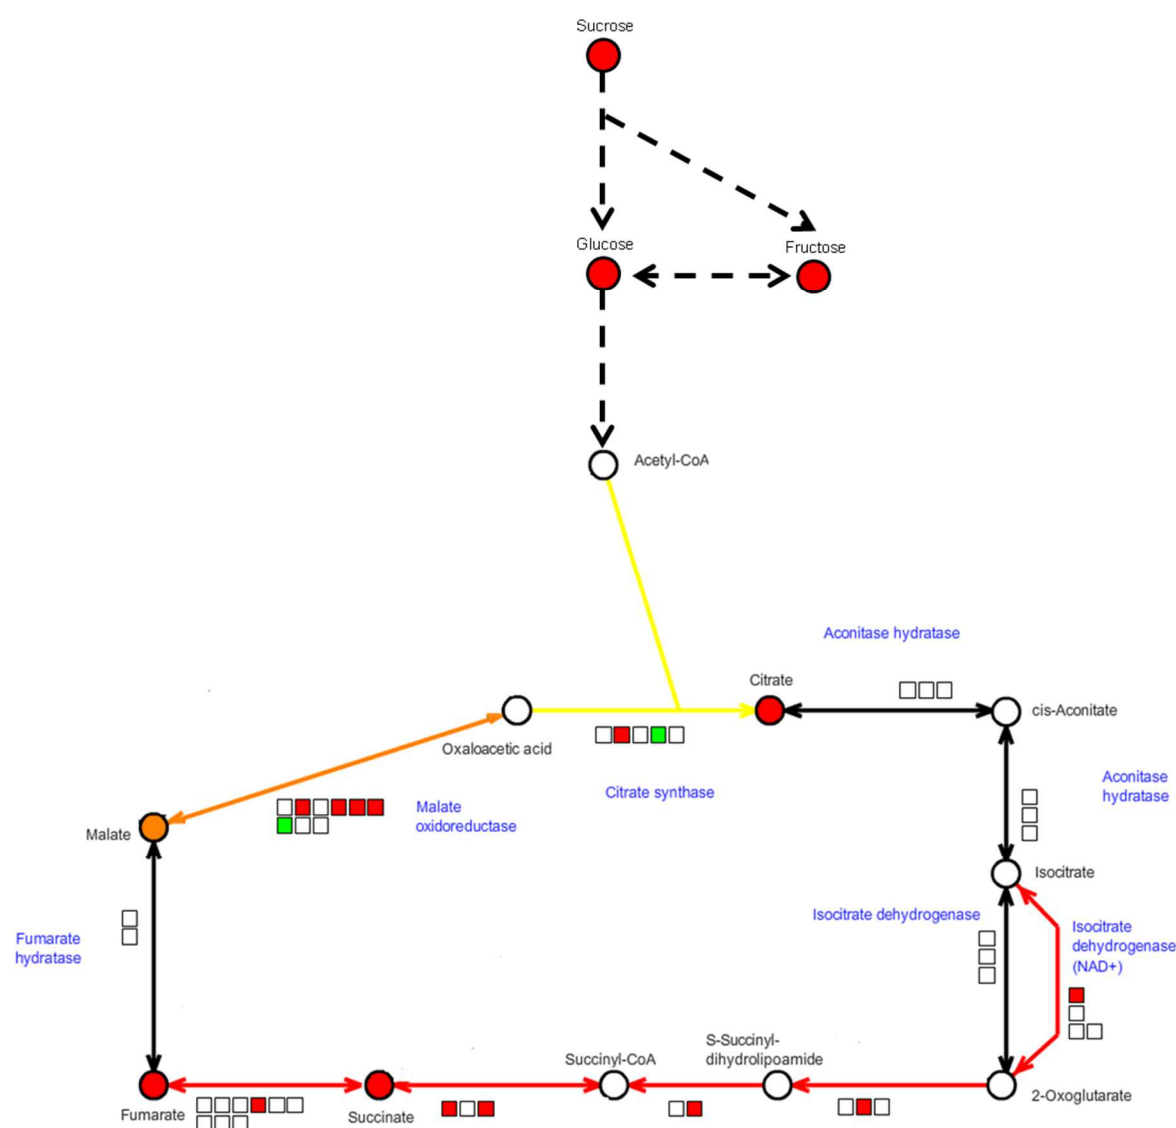 Sucrose
Glucose
Fructose
Acetyl-CoA
Aconitase hydratase
Citrate
cis-Aconitate
Oxaloacetic acid
Citrate synthase
Aconitase
hydratase
Malate
oxidoreductase
Malate
Isocitrate
Isocitrate dehydrogenase
Isocitrate
dehydrogenase
(NAD+)
Fumarate
hydratase
S-Succinyl-
dihydrolipoamide
Succinyl-CoA
2-Oxoglutarate
Fumarate
Succinate